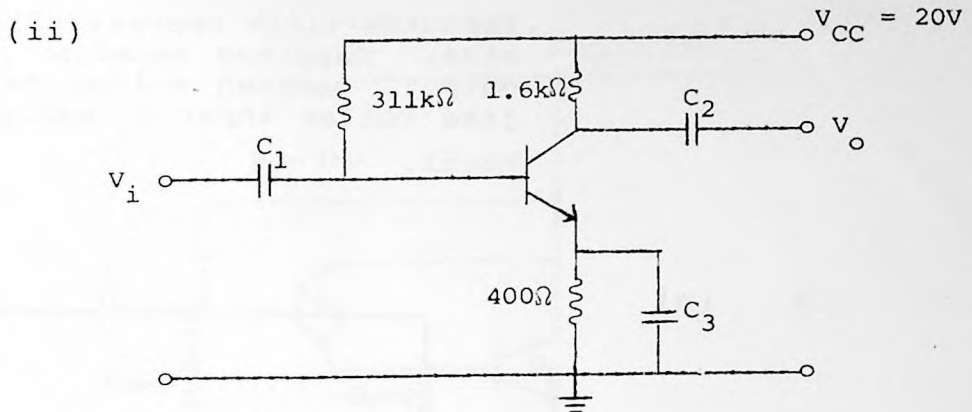 (ii)
V_CC = 20V
311kΩ
1.6kΩ
C_2
V_o
C_1
V_i
400Ω
C_3